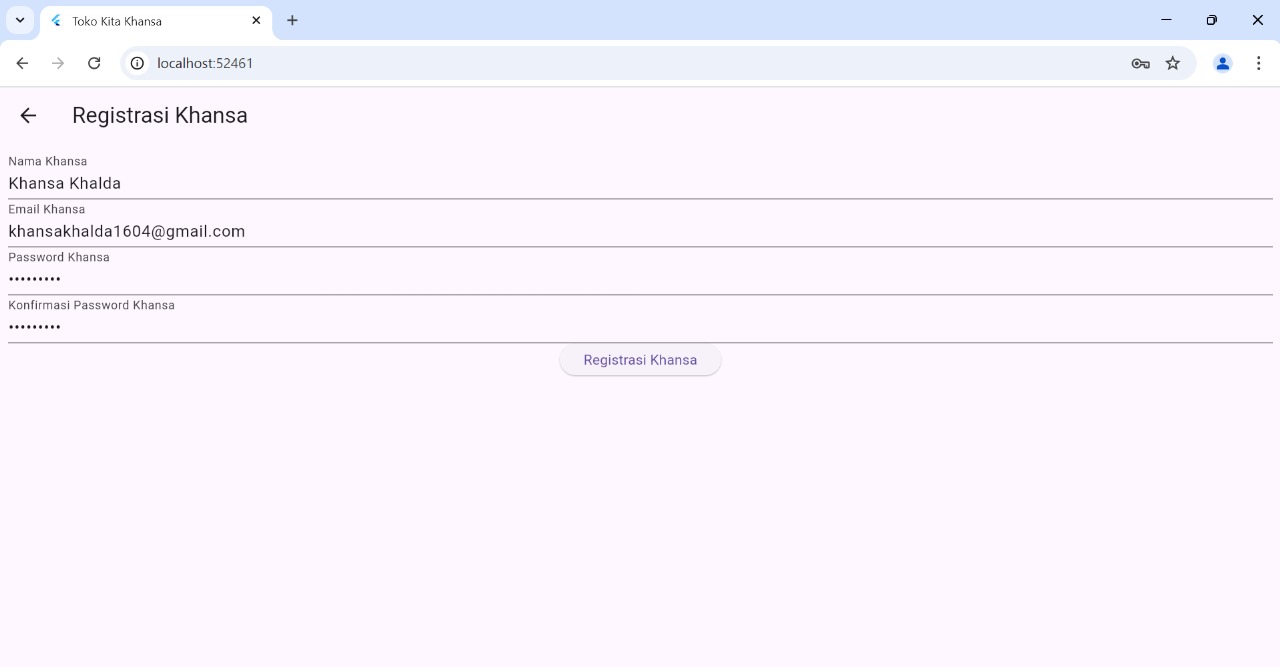 Toko Kita Khansa
localhost:52461
Registrasi Khansa
Nama Khansa
Khansa Khalda
Email Khansa
khansakhalda1604@gmail.com
Password Khansa
•••••••••
Konfirmasi Password Khansa
•••••••••
Registrasi Khansa